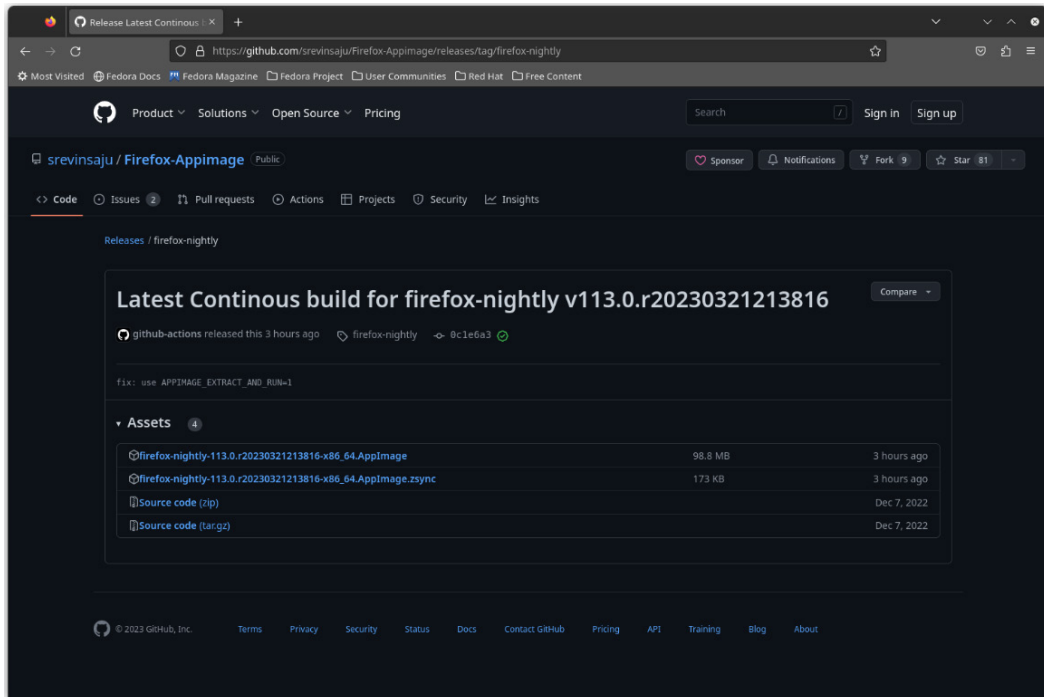 Release Latest Continous b
https://github.com/srevinsaju/Firefox-Appimage/releases/tag/firefox-nightly
Most Visited Fedora Docs Fedora Magazine Fedora Project User Communities Red Hat Free Content
Product Solutions Open Source Pricing Search / Sign in Sign up
srevinsaju / Firefox-Appimage Public Sponsor Notifications Fork 9 Star 81
<> Code Issues 2 Pull requests Actions Projects Security Insights
Releases / firefox-nightly
Latest Continous build for firefox-nightly v113.0.r20230321213816 Compare
github-actions released this 3 hours ago firefox-nightly 0c1e6a3
fix: use APPIMAGE_EXTRACT_AND_RUN=1
Assets 4
firefox-nightly-113.0.r20230321213816-x86_64.AppImage 98.8 MB 3 hours ago
firefox-nightly-113.0.r20230321213816-x86_64.AppImage.zsync 173 KB 3 hours ago
Source code (zip) Dec 7, 2022
Source code (tar.gz) Dec 7, 2022
© 2023 GitHub, Inc. Terms Privacy Security Status Docs Contact GitHub Pricing API Training Blog About